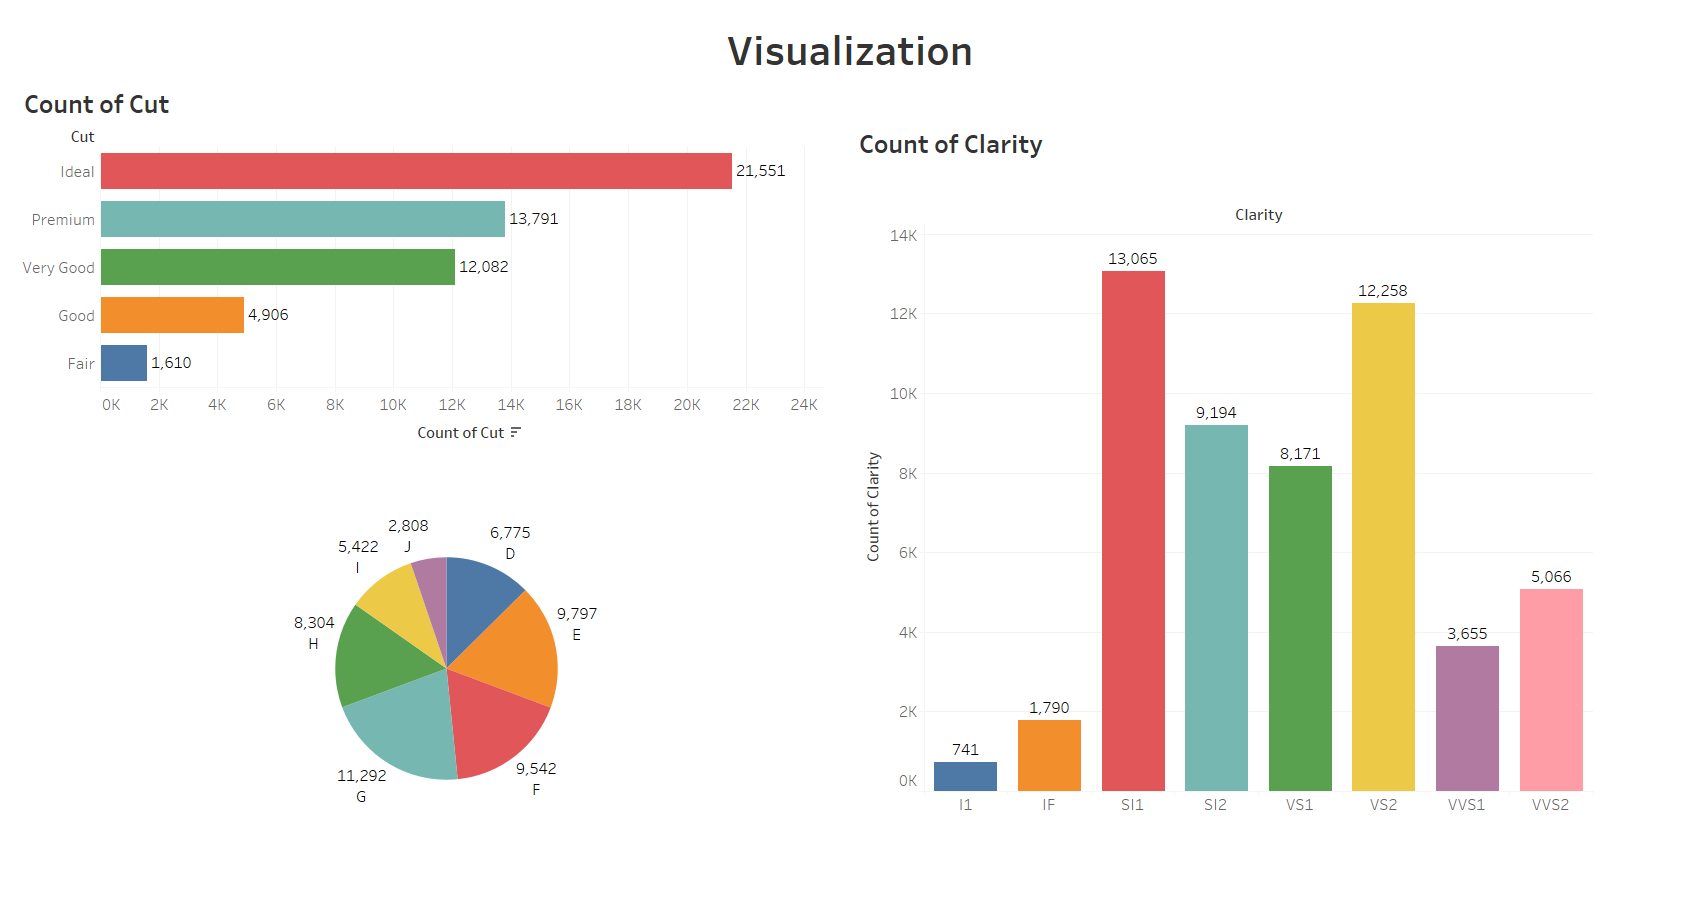 Visualization
Count of Cut
Cut
Ideal 21,551
Premium 13,791
Very Good 12,082
Good 4,906
Fair 1,610
0K 2K 4K 6K 8K 10K 12K 14K 16K 18K 20K 22K 24K
Count of Cut
2,808
J
6,775
D
5,422
I
9,797
E
8,304
H
9,542
F
11,292
G
Count of Clarity
Clarity
14K
12K
10K
8K
6K
4K
2K
0K
Count of Clarity
741
1,790
13,065
9,194
8,171
12,258
3,655
5,066
I1 IF SI1 SI2 VS1 VS2 VVS1 VVS2